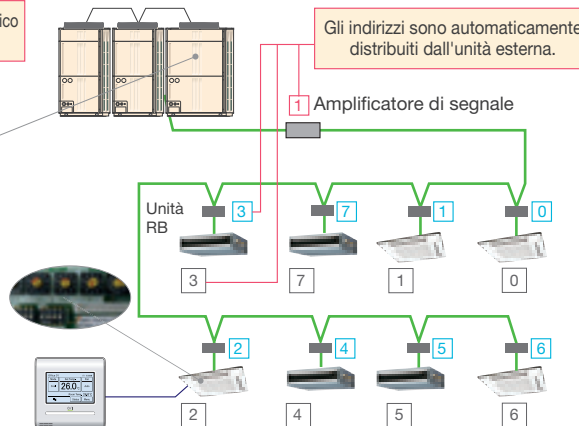 ico
Gli indirizzi sono automaticamente
distribuiti dall'unità esterna.
1 Amplificatore di segnale
Unità
RB
3 7 1 0
3 7 1 0
2 4 5 6
26.0
2 4 5 6